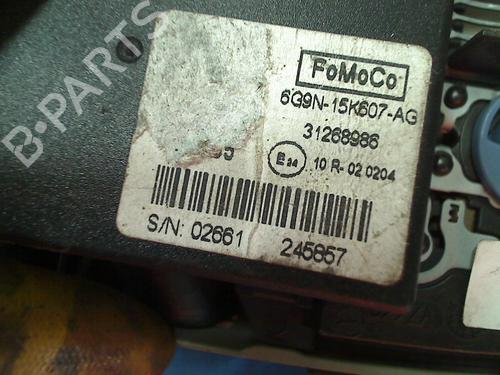 B-PARTS
FoMoCo
6G9N-15K607-AG
31268986
E24 10 R-02 0204
S/N: 02661 245857